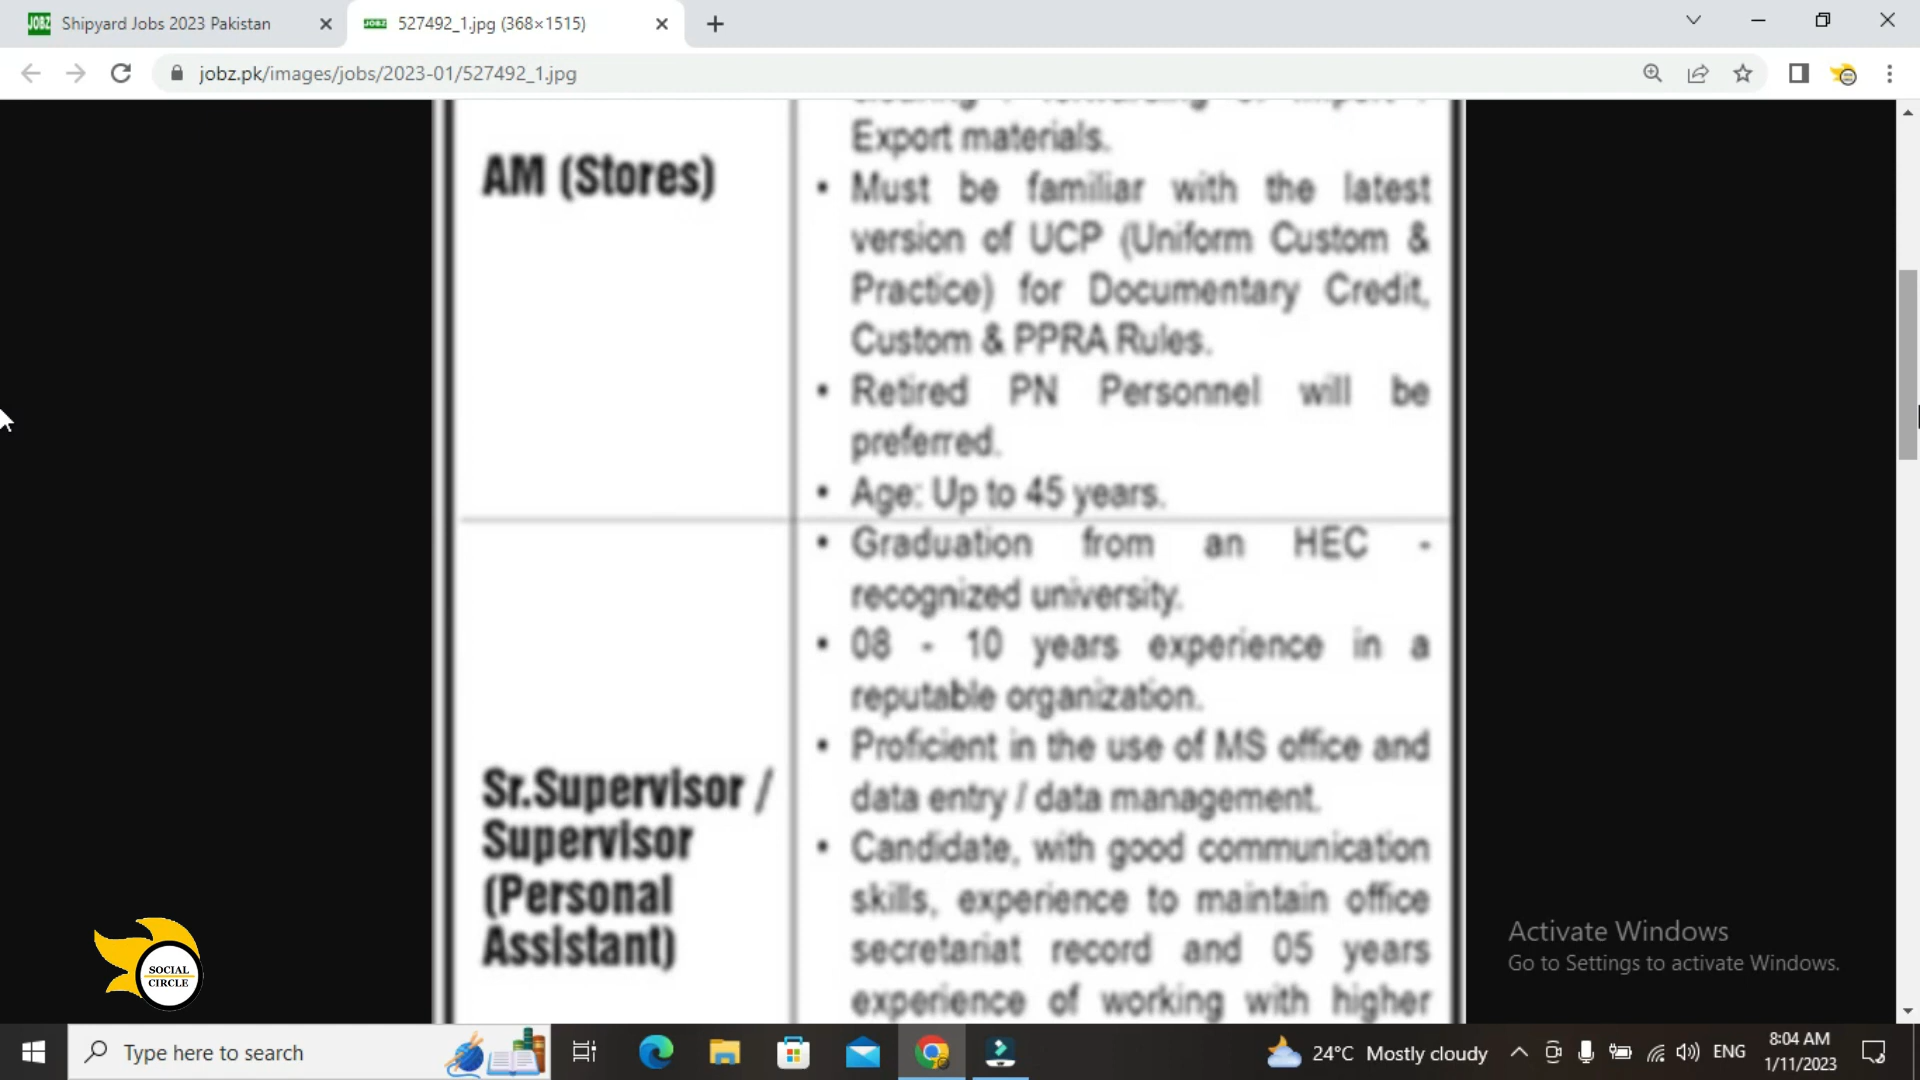 Shipyard Jobs 2023 Pakistan
527492_1.jpg (368×1515)
jobz.pk/images/jobs/2023-01/527492_1.jpg
Export materials.
AM (Stores)
• Must be familiar with the latest
version of UCP (Uniform Custom &
Practice) for Documentary Credit,
Custom & PPRA Rules.
• Retired PN Personnel will be
preferred.
• Age: Up to 45 years.
• Graduation from an HEC -
recognized university.
• 08 - 10 years experience in a
reputable organization.
• Proficient in the use of MS office and
data entry / data management.
Sr.Supervisor /
Supervisor
(Personal
Assistant)
• Candidate, with good communication
skills, experience to maintain office
secretariat record and 05 years
experience of working with higher
SOCIAL
CIRCLE
Activate Windows
Go to Settings to activate Windows.
Type here to search
24°C Mostly cloudy
ENG
8:04 AM
1/11/2023